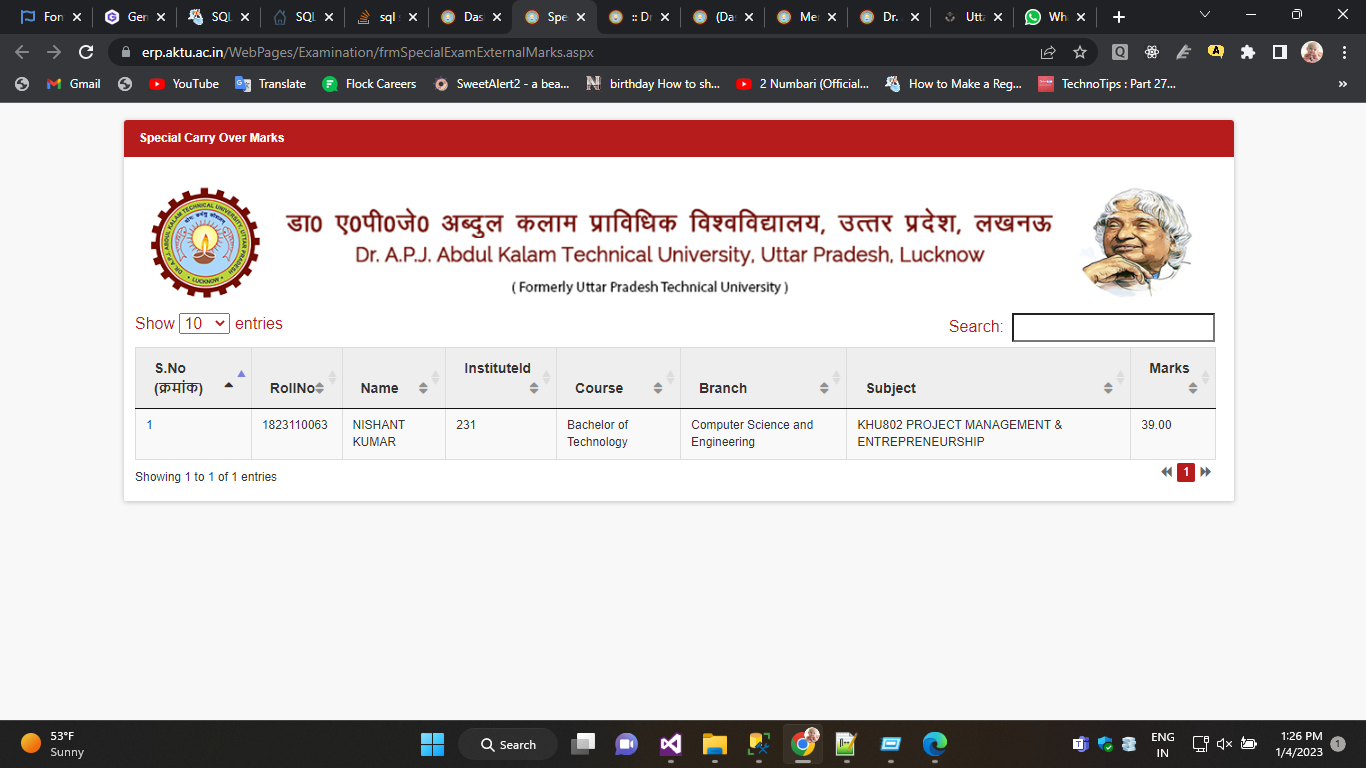 For
Gen
SQL
SQL
sql
Das
Spe
:: Dr
(Da
Me
Dr.
Utta
Wh
erp.aktu.ac.in/WebPages/Examination/frmSpecialExamExternalMarks.aspx
Gmail
YouTube
Translate
Flock Careers
SweetAlert2 - a bea...
birthday How to sh...
2 Numbari (Official...
How to Make a Reg...
TechnoTips : Part 27...
Special Carry Over Marks
डा0 ए0पी0जे0 अब्दुल कलाम प्राविधिक विश्वविद्यालय, उत्तर प्रदेश, लखनऊ
Dr. A.P.J. Abdul Kalam Technical University, Uttar Pradesh, Lucknow
( Formerly Uttar Pradesh Technical University )
Show 10 entries
Search:
S.No
(क्रमांक)
RollNo
Name
InstituteId
Course
Branch
Subject
Marks
1
1823110063
NISHANT
KUMAR
231
Bachelor of
Technology
Computer Science and
Engineering
KHU802 PROJECT MANAGEMENT &
ENTREPRENEURSHIP
39.00
Showing 1 to 1 of 1 entries
1
53°F
Sunny
Search
ENG
IN
1:26 PM
1/4/2023
1